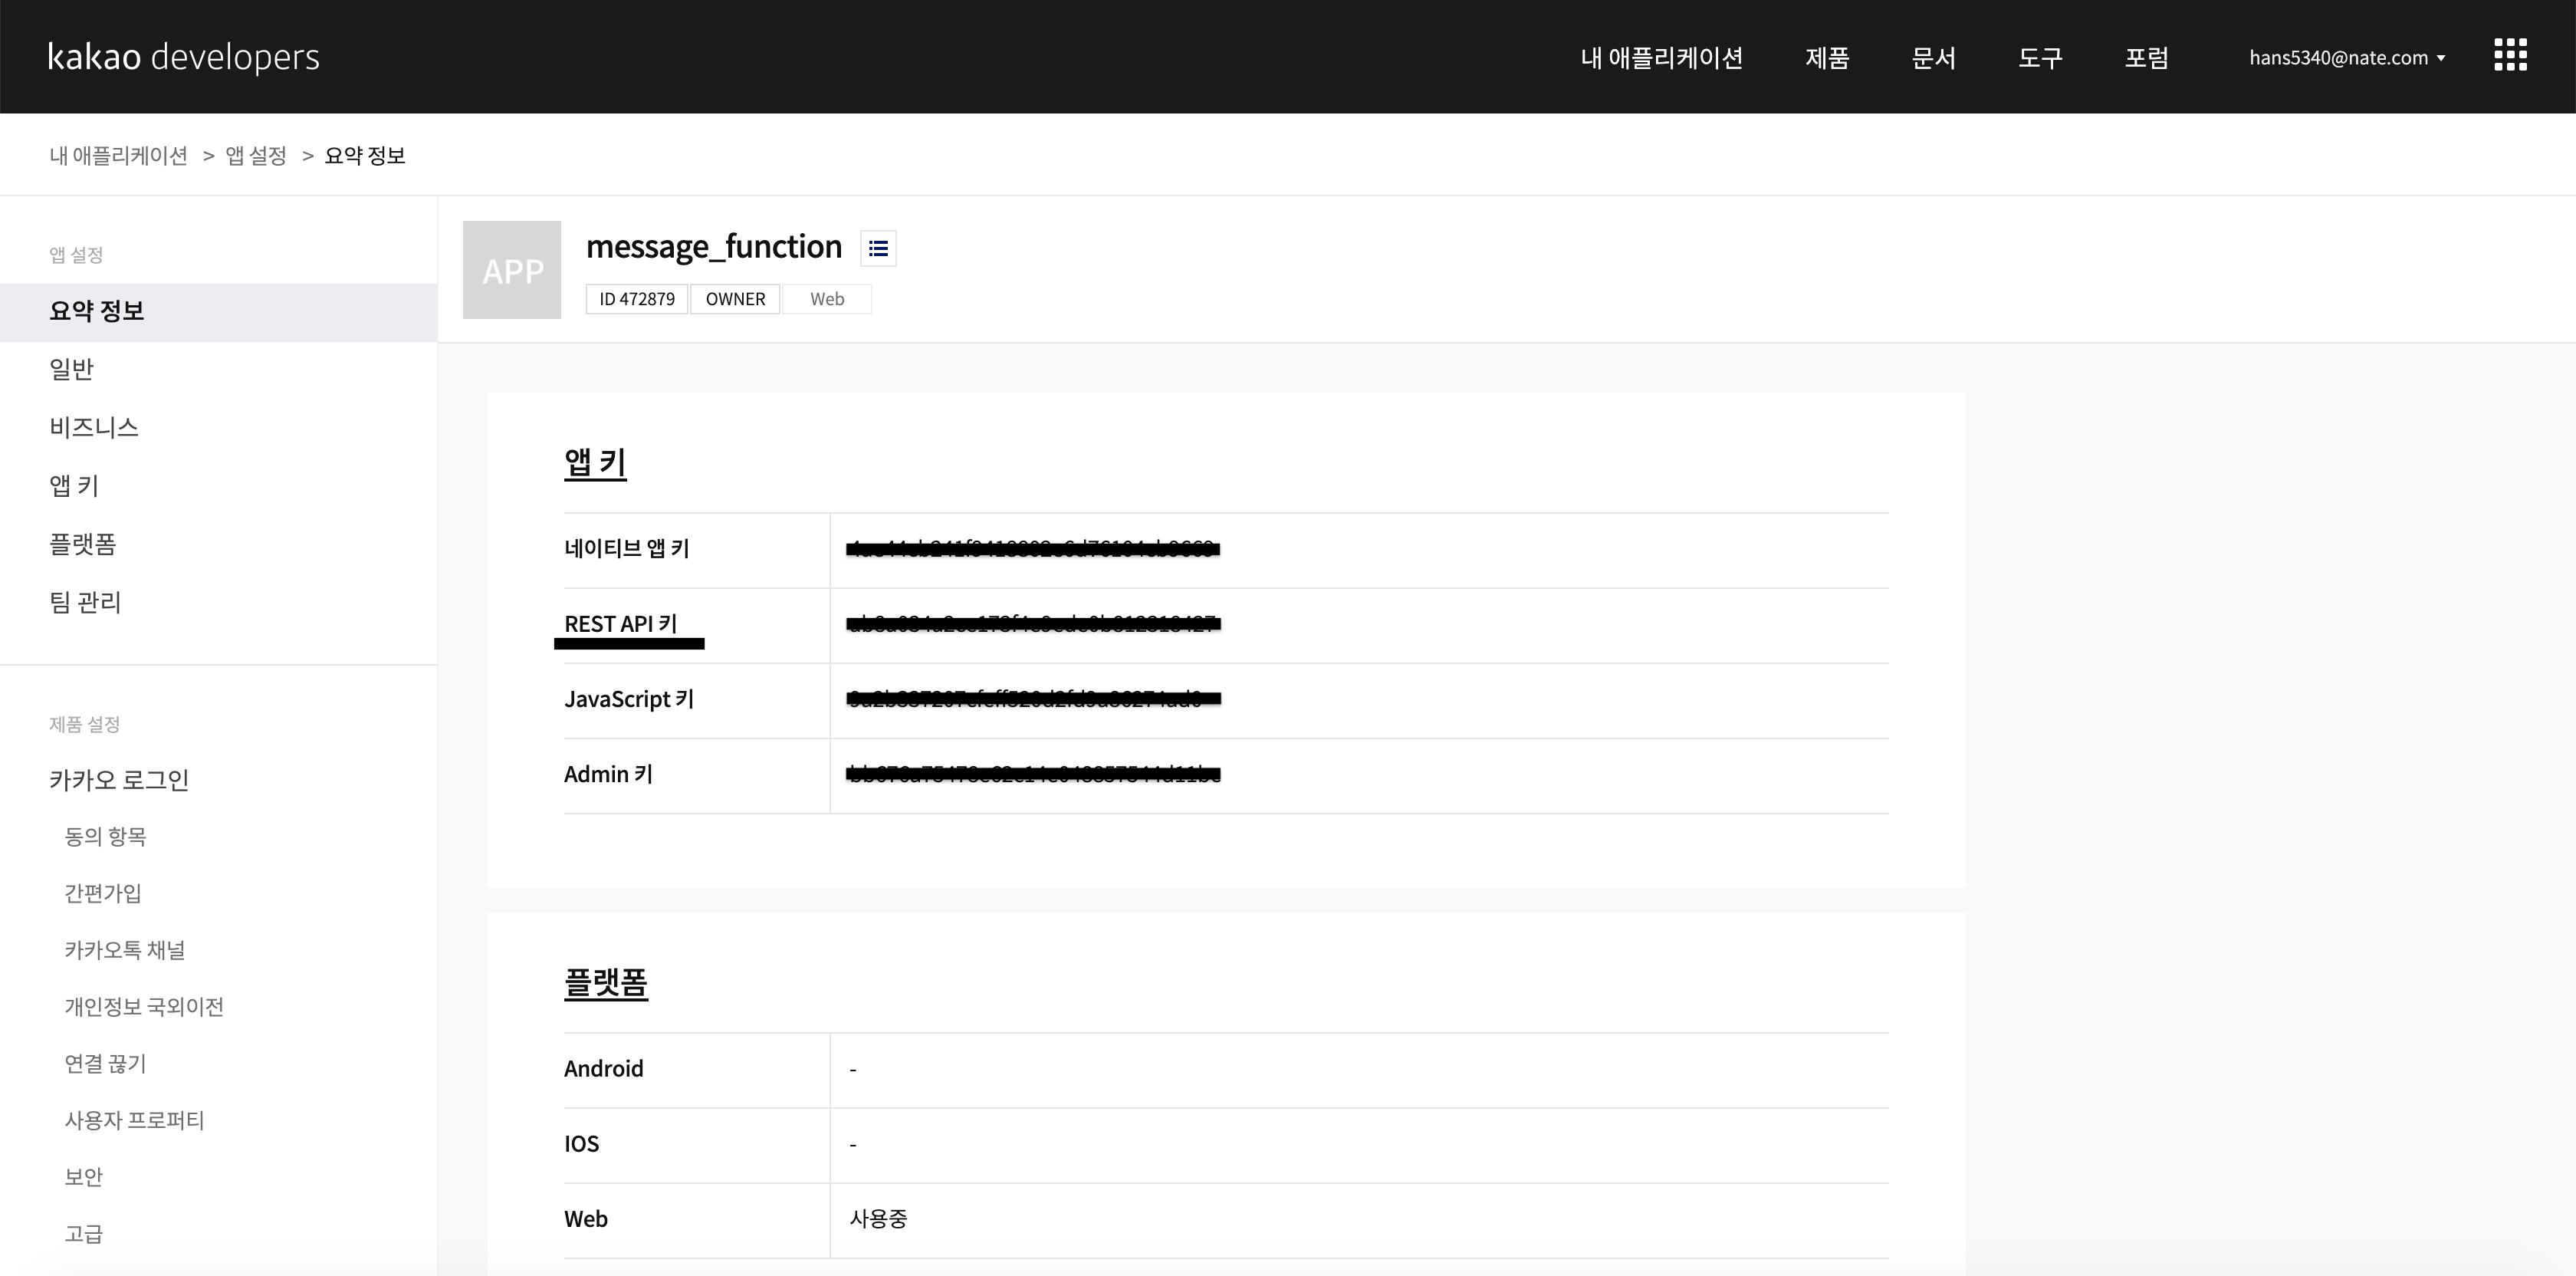 kakao developers
내 애플리케이션 제품 문서 도구 포럼 hans5340@nate.com
내 애플리케이션 > 앱 설정 > 요약 정보
앱 설정
요약 정보
일반
비즈니스
앱 키
플랫폼
팀 관리
제품 설정
카카오 로그인
동의 항목
간편가입
카카오톡 채널
개인정보 국외이전
연결 끊기
사용자 프로퍼티
보안
고급
APP
message_function
ID 472879 OWNER Web
앱 키
네이티브 앱 키
REST API 키
JavaScript 키
Admin 키
플랫폼
Android -
IOS -
Web 사용중